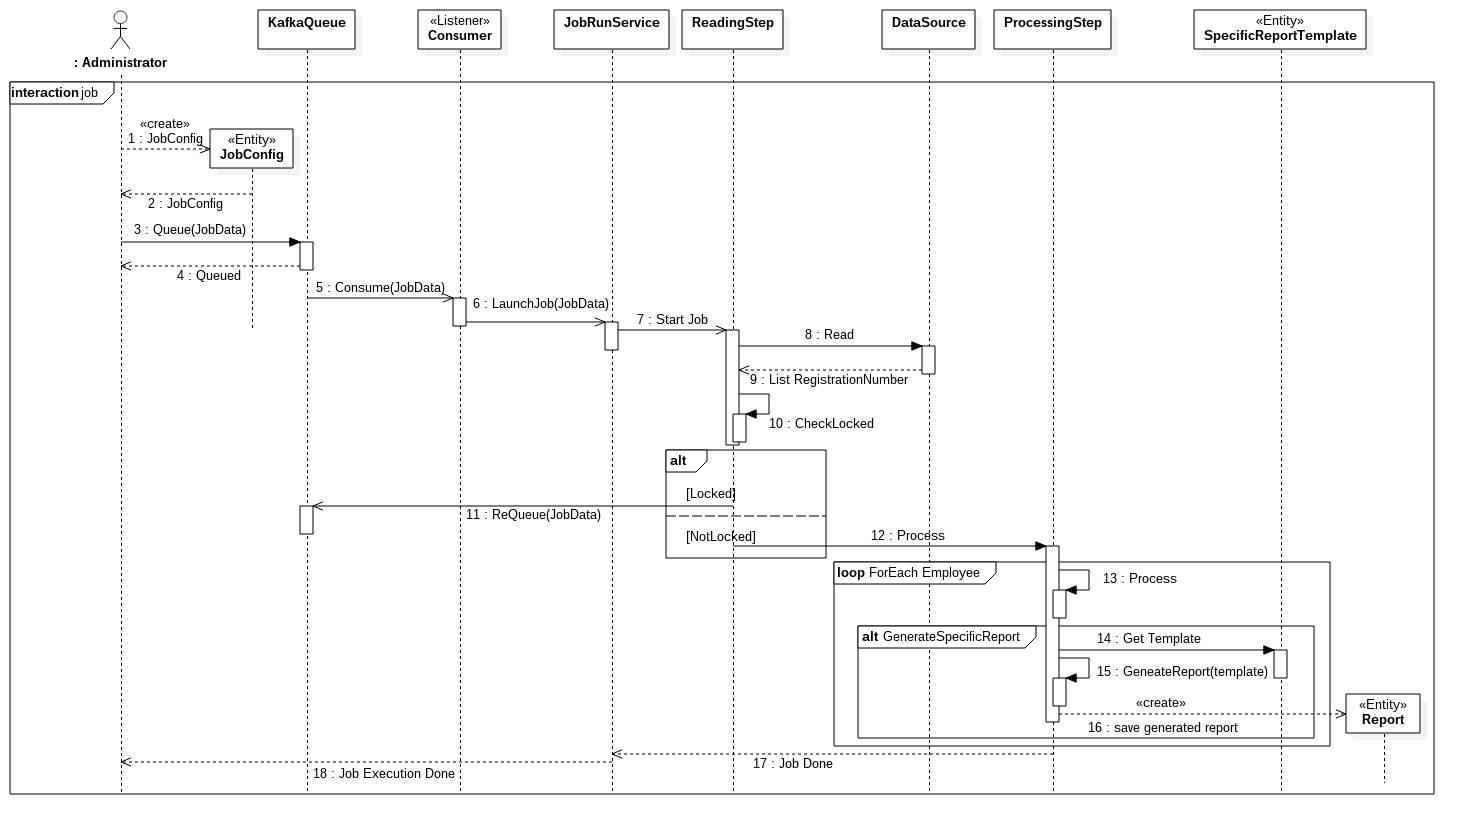 KafkaQueue
«Listener»
Consumer
JobRunService
ReadingStep
DataSource
ProcessingStep
«Entity»
SpecificReportTemplate
: Administrator
interaction job
«create»
1 : JobConfig
«Entity»
JobConfig
2 : JobConfig
3 : Queue(JobData)
4 : Queued
5 : Consume(JobData)
6 : LaunchJob(JobData)
7 : Start Job
8 : Read
9 : List RegistrationNumber
10 : CheckLocked
alt
[Locked]
11 : ReQueue(JobData)
[NotLocked]
12 : Process
loop ForEach Employee
13 : Process
alt GenerateSpecificReport
14 : Get Template
15 : GeneateReport(template)
«create»
16 : save generated report
«Entity»
Report
17 : Job Done
18 : Job Execution Done